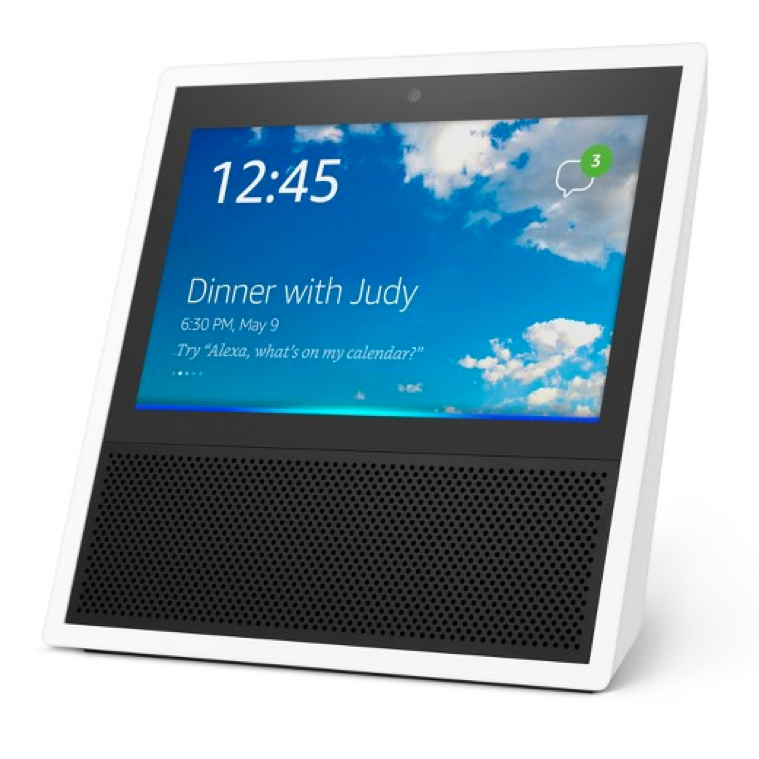 12:45
3
Dinner with Judy
6:30 PM, May 9
Try “Alexa, what’s on my calendar?”